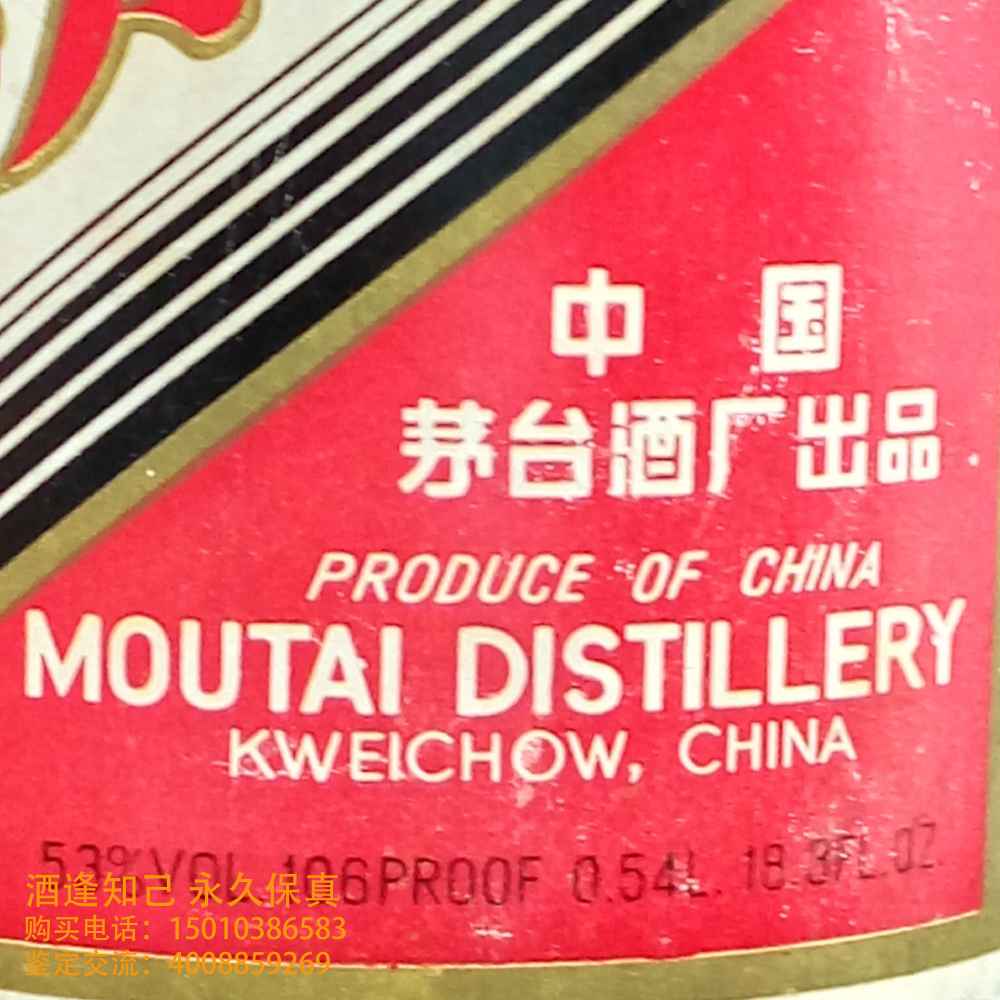 中 国
茅台酒厂出品
PRODUCE OF CHINA
MOUTAI DISTILLERY
KWEICHOW, CHINA
53%VOL. 106PROOF 0.54L. 18.3FL.OZ.
酒逢知己 永久保真
购买电话：15010386583
鉴定交流：4008859269